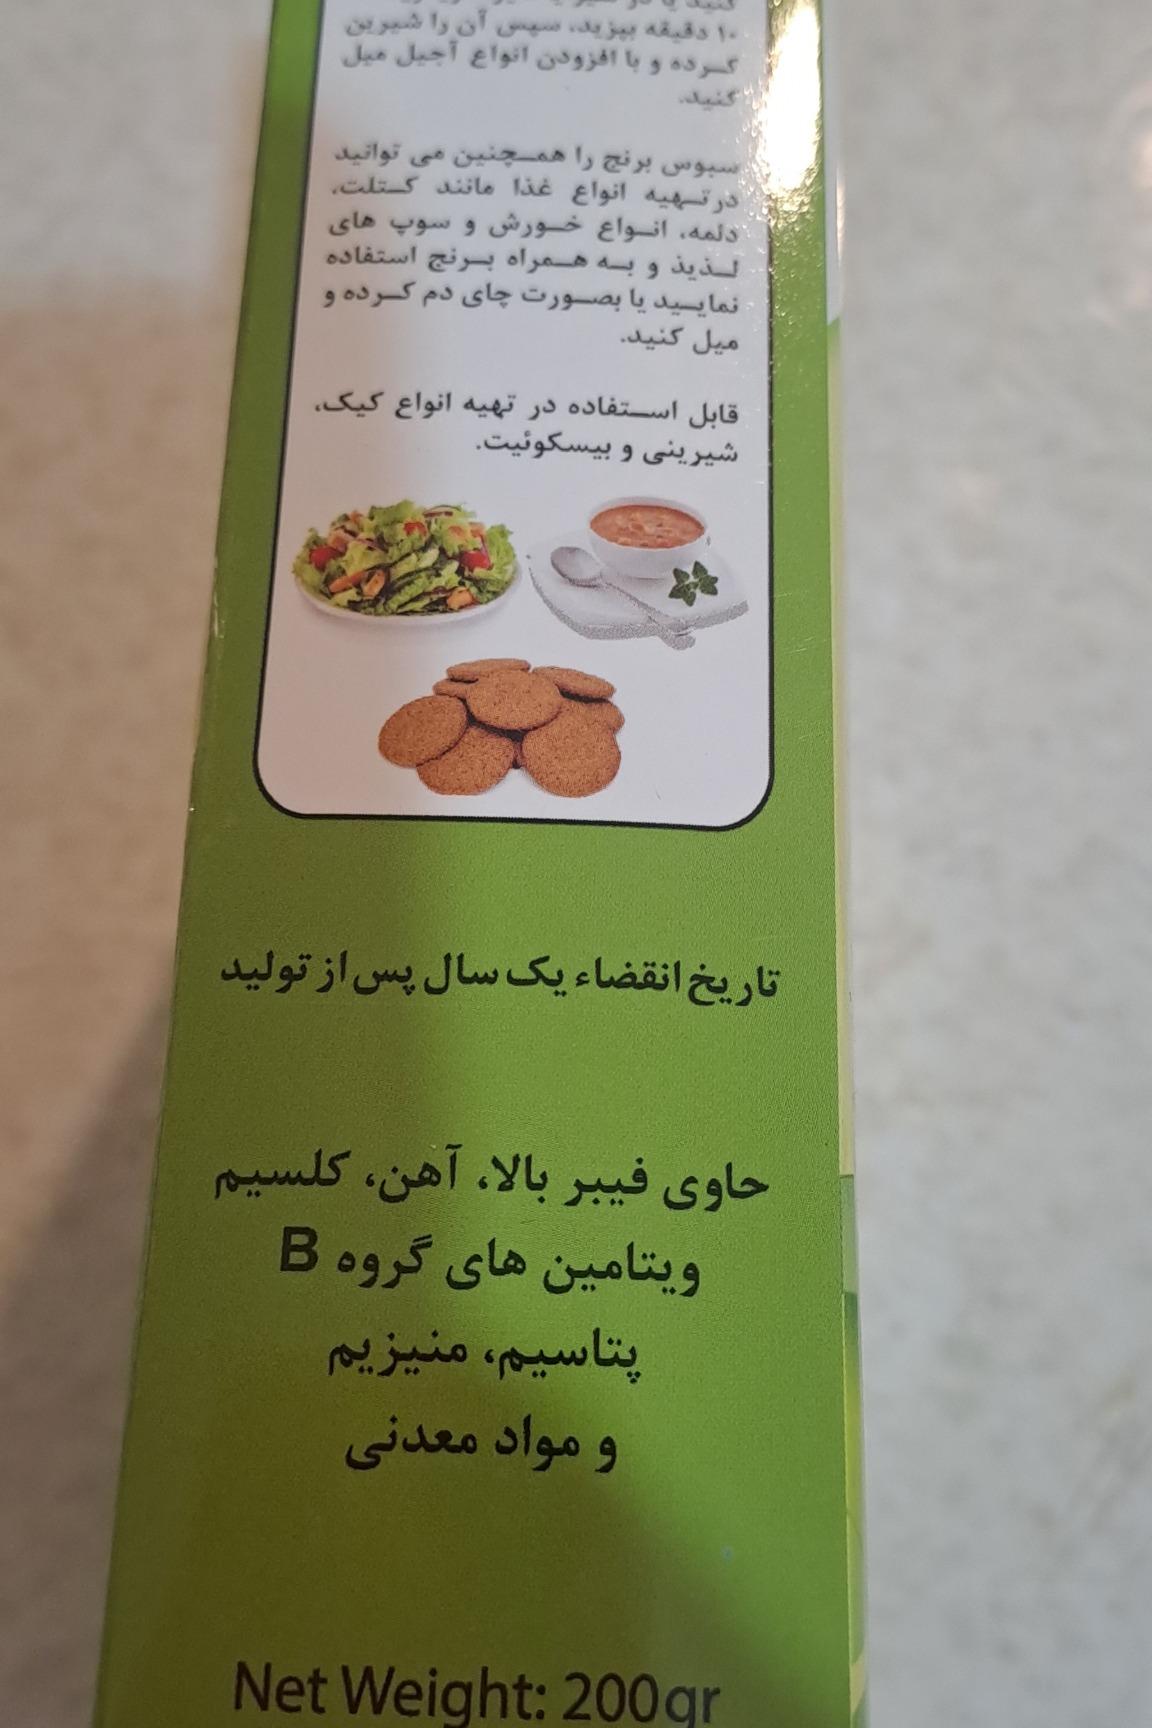 ۱۰ دقیقه بپزید، سپس آن را شیرین
کرده و با افزودن انواع آجیل میل
کنید.
سبوس برنج را همچنین می توانید
در تهیه انواع غذا مانند کتلت،
دلمه، انواع خورش و سوپ های
لذیذ و به همراه برنج استفاده
نمایید یا بصورت چای دم کرده و
میل کنید.
قابل استفاده در تهیه انواع کیک،
شیرینی و بیسکوئیت.
تاریخ انقضاء یک سال پس از تولید
حاوی فیبر بالا، آهن، کلسیم
ویتامین های گروه B
پتاسیم، منیزیم
و مواد معدنی
Net Weight: 200gr